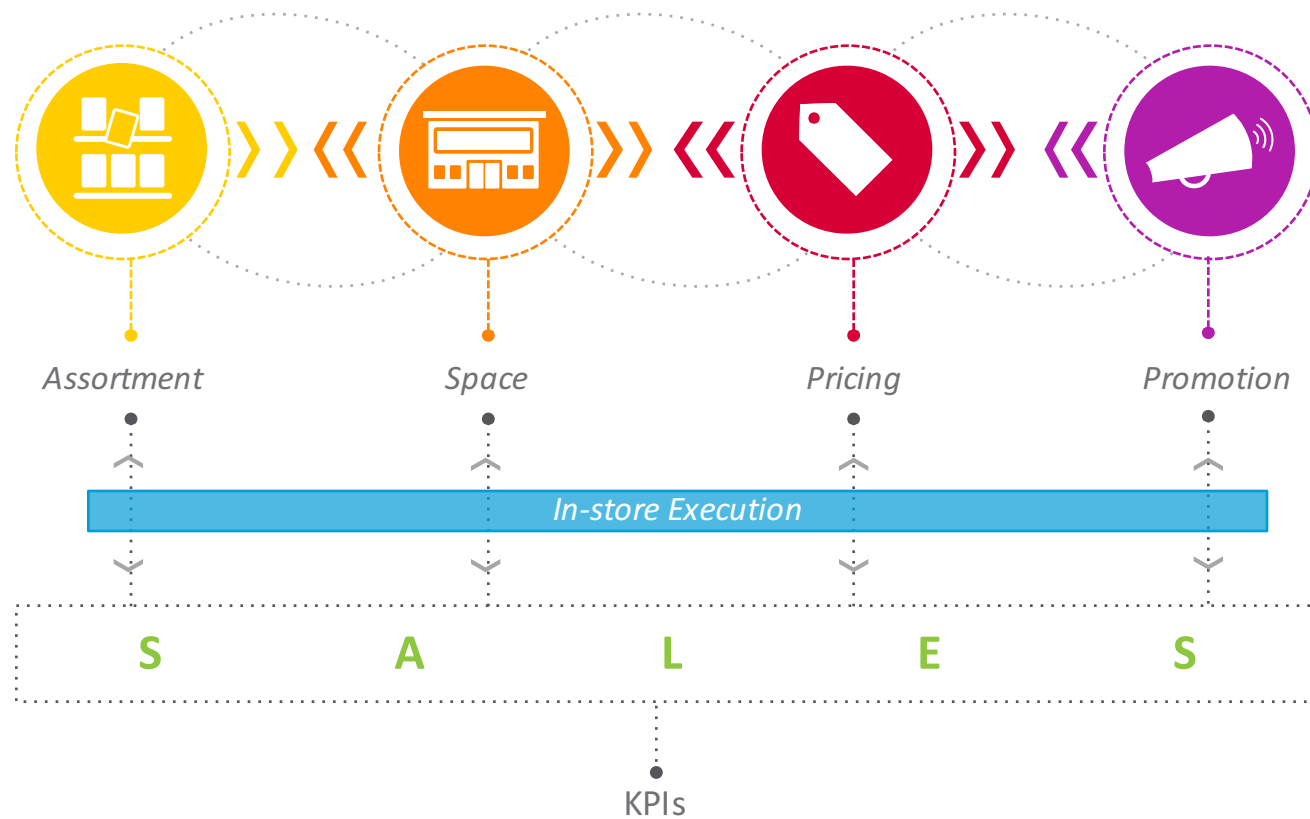 Assortment
Space
Pricing
Promotion
In-store Execution
S A L E S
KPIs